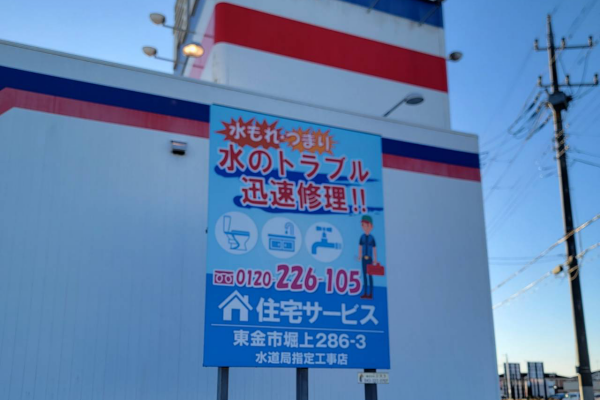 水もれ・つまり
水のトラブル
迅速修理!!
0120-226-105
住宅サービス
東金市堀上286-3
水道局指定工事店